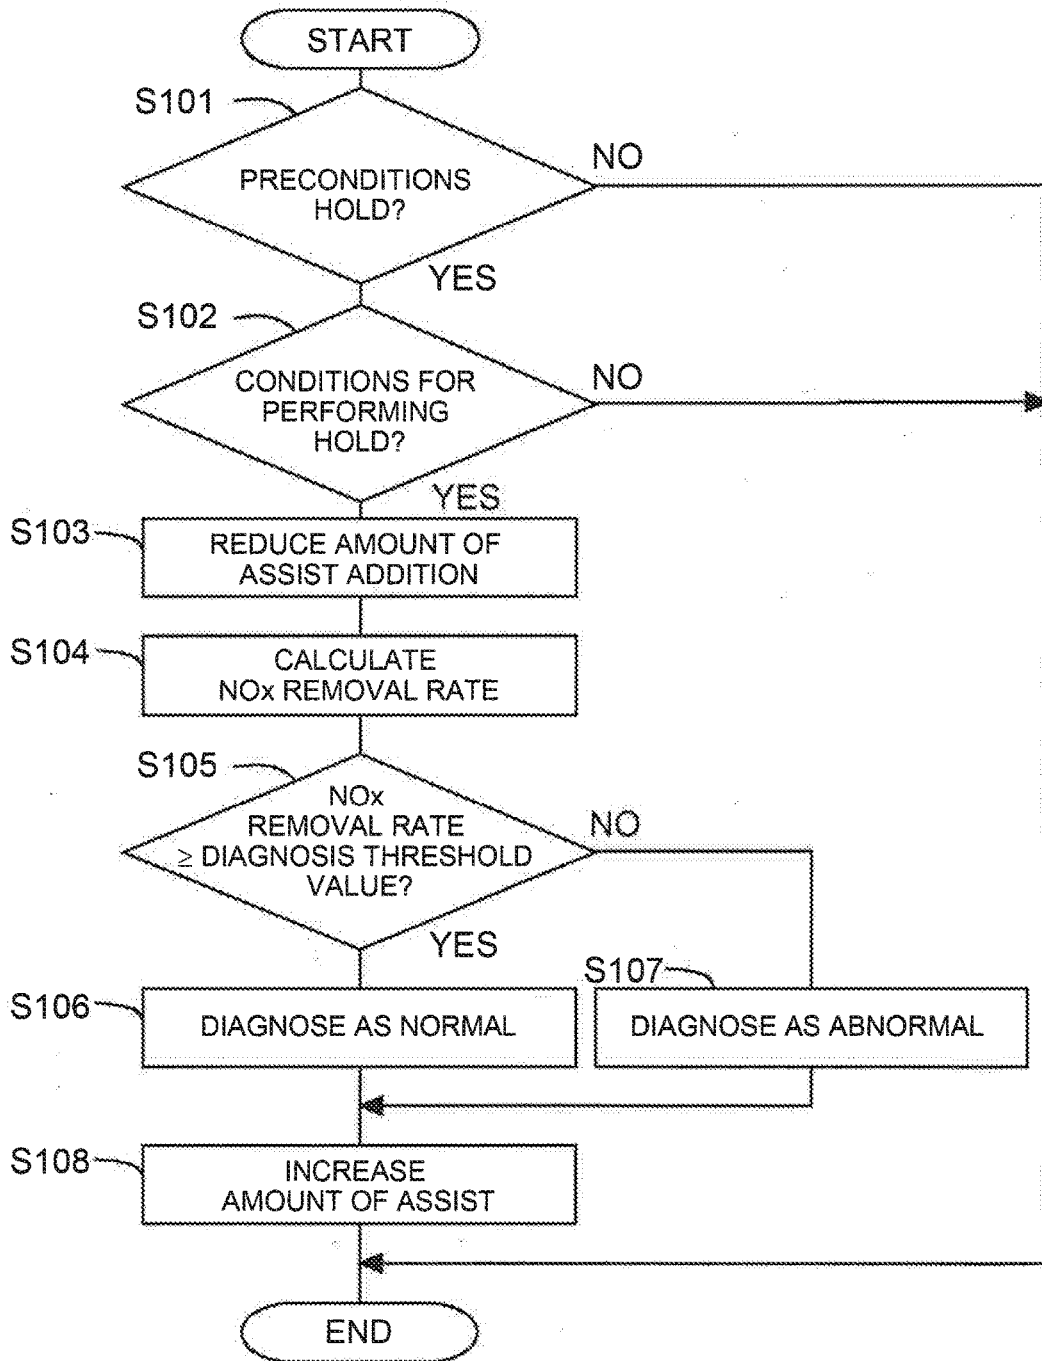 START
S101
PRECONDITIONS
HOLD?
NO
YES
S102
CONDITIONS FOR
PERFORMING
HOLD?
NO
YES
S103
REDUCE AMOUNT OF
ASSIST ADDITION
S104
CALCULATE
NOx REMOVAL RATE
S105
NOx
REMOVAL RATE
≥ DIAGNOSIS THRESHOLD
VALUE?
NO
YES
S106
DIAGNOSE AS NORMAL
S107
DIAGNOSE AS ABNORMAL
S108
INCREASE
AMOUNT OF ASSIST
END